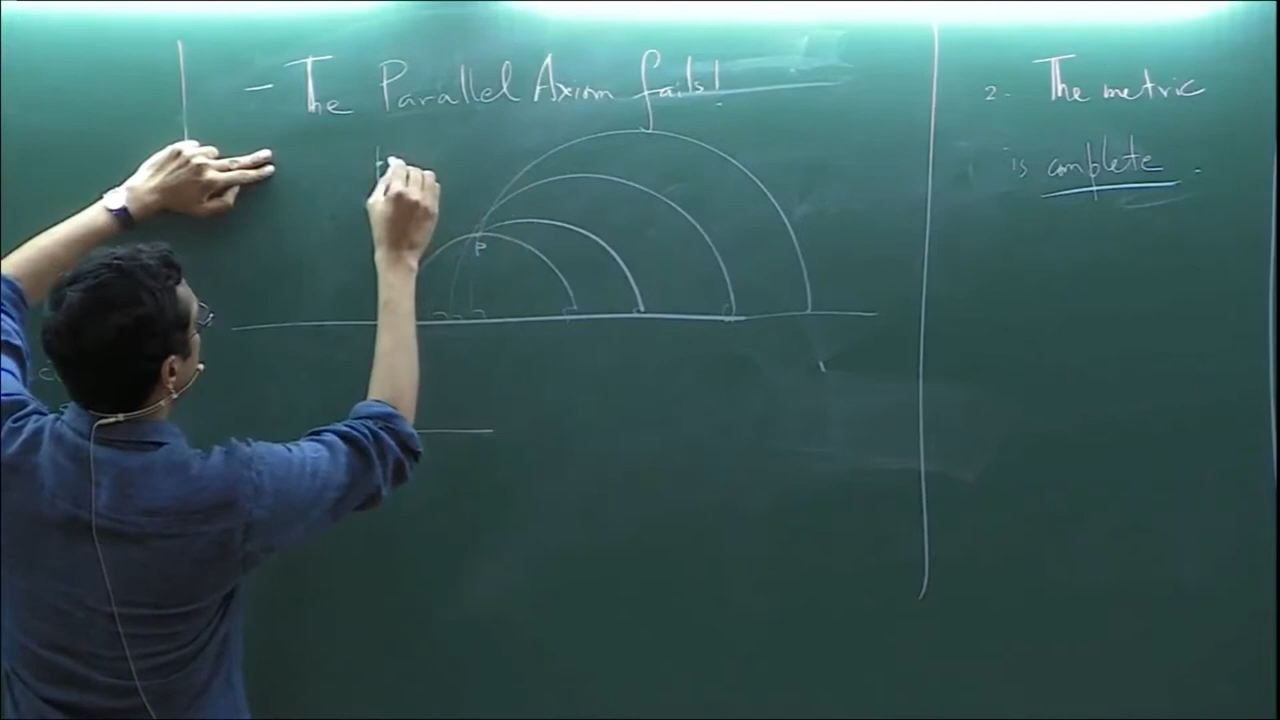 - The Parallel Axiom fails!
P
2. The metric
is complete.